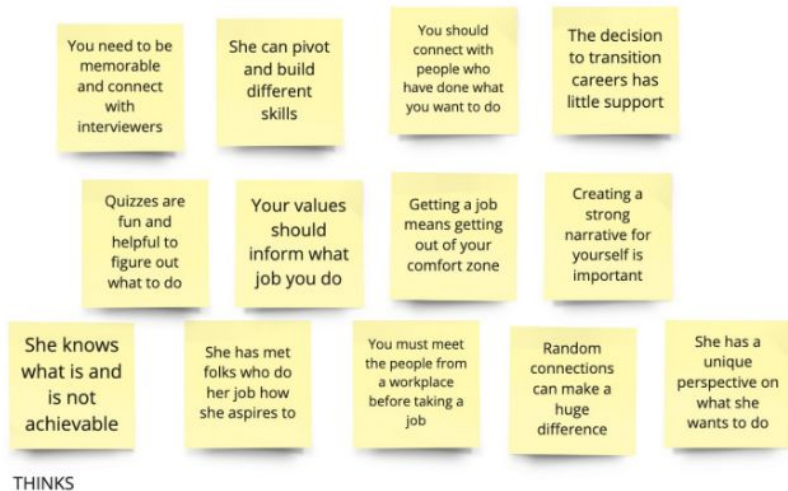 You need to be
memorable
and connect
with
interviewers
She can pivot
and build
different
skills
You should
connect with
people who
have done what
you want to do
The decision
to transition
careers has
little support
Quizzes are
fun and
helpful to
figure out
what to do
Your values
should
inform what
job you do
Getting a job
means getting
out of your
comfort zone
Creating a
strong
narrative for
yourself is
important
She knows
what is and
is not
achievable
She has met
folks who do
her job how
she aspires to
You must meet
the people from
a workplace
before taking a
job
Random
connections
can make a
huge
difference
She has a
unique
perspective on
what she
wants to do
THINKS